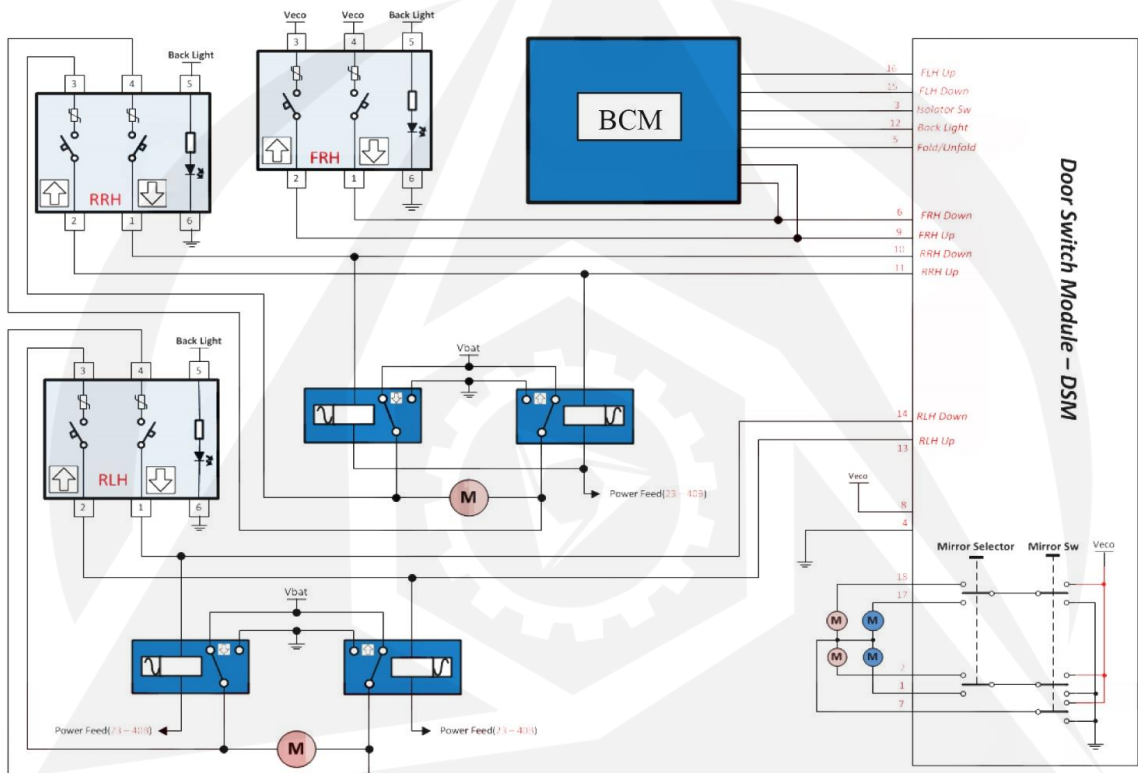 Veco
Veco
Back Light
3
4
5
FRH
2
1
6
Back Light
3
4
5
RRH
2
1
6
BCM
16 FLH Up
15 FLH Down
3 Isolator Sw
12 Back Light
5 Fold/Unfold
6 FRH Down
9 FRH Up
10 RRH Down
11 RRH Up
14 RLH Down
13 RLH Up
Door Switch Module – DSM
Vbat
M
Power Feed(23 – 40B)
Back Light
3
4
5
RLH
2
1
6
Vbat
Power Feed(23 – 40B)
Power Feed(23 – 40B)
M
Veco
8
4
Mirror Selector
Mirror Sw
Veco
18
17
M
M
M
M
2
1
7